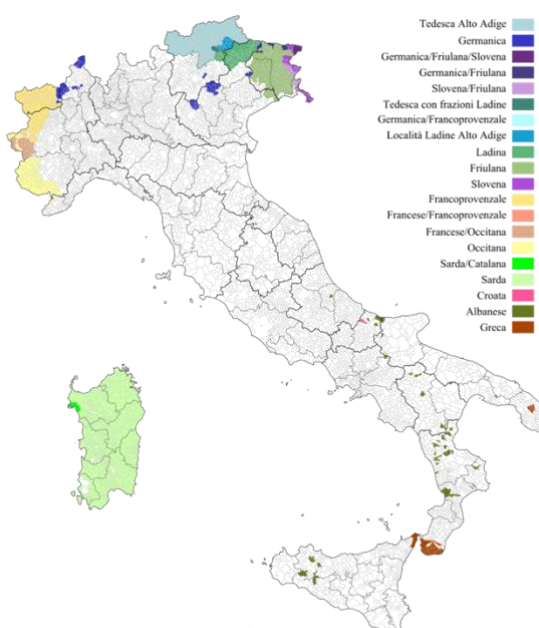 Tedesca Alto Adige
Germanica
Germanica/Friulana/Slovena
Germanica/Friulana
Slovena/Friulana
Tedesca con frazioni Ladine
Germanica/Francoprovenzale
Località Ladine Alto Adige
Ladina
Friulana
Slovena
Francoprovenzale
Francese/Francoprovenzale
Francese/Occitana
Occitana
Sarda/Catalana
Sarda
Croata
Albanese
Greca